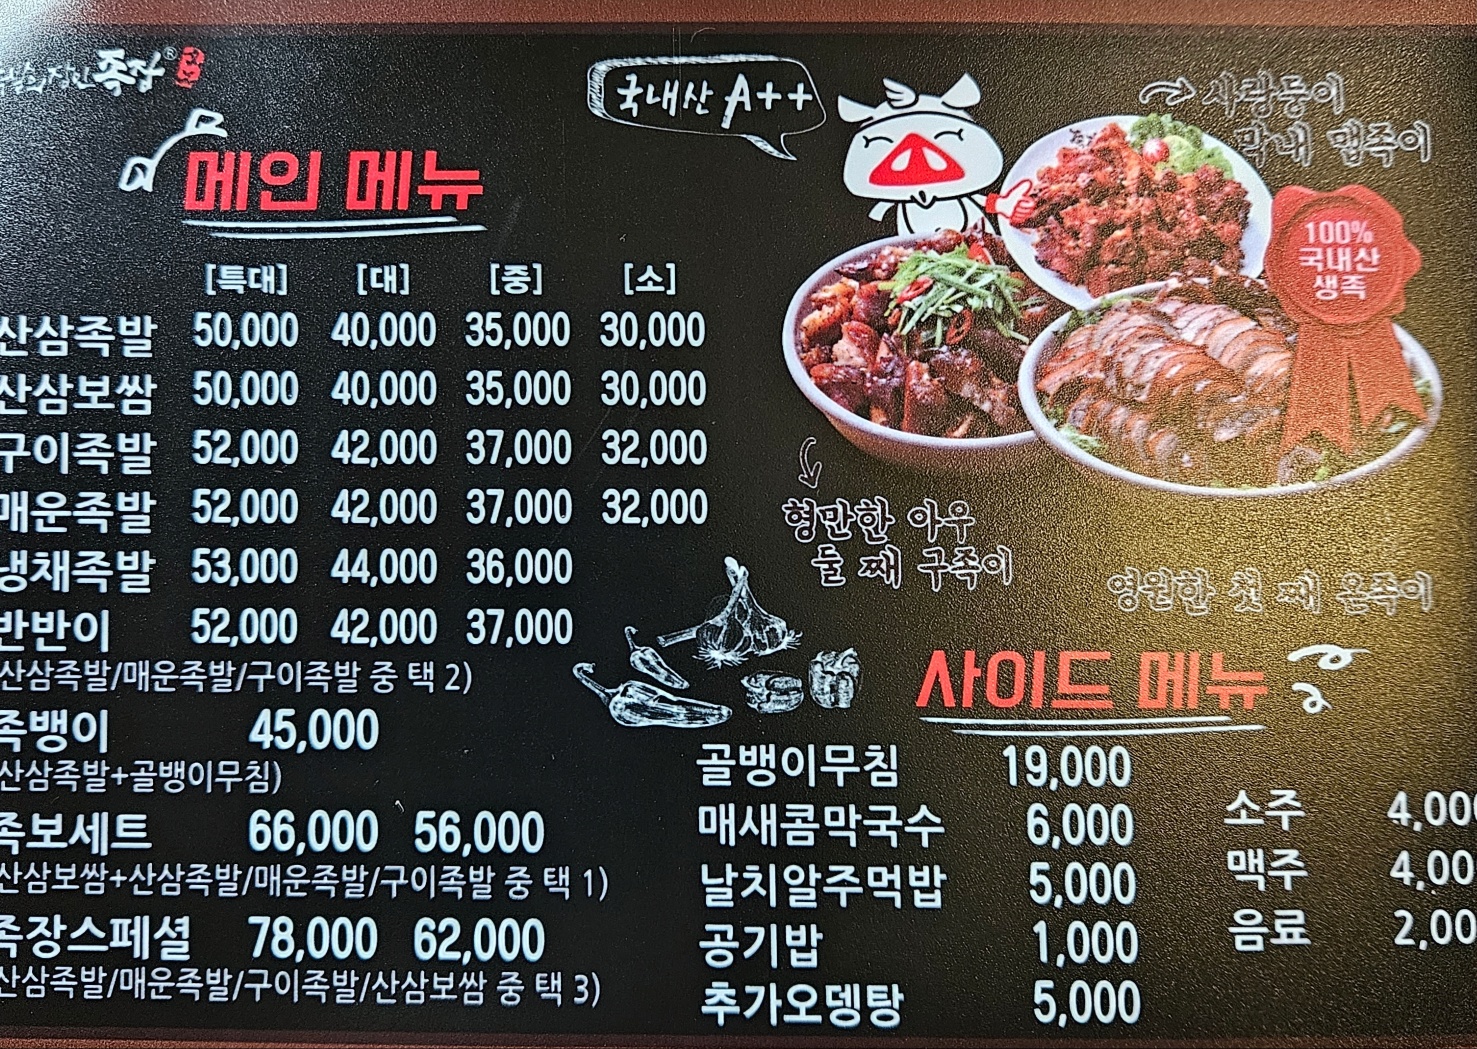 족장
국내산 A++
사랑둥이
막내 맵족이
메인 메뉴
100%
국내산
생족
[특대] [대] [중] [소]
산삼족발 50,000 40,000 35,000 30,000
산삼보쌈 50,000 40,000 35,000 30,000
구이족발 52,000 42,000 37,000 32,000
매운족발 52,000 42,000 37,000 32,000
냉채족발 53,000 44,000 36,000
반반이 52,000 42,000 37,000
산삼족발/매운족발/구이족발 중 택 2)
족뱅이 45,000
산삼족발+골뱅이무침)
족보세트 66,000 56,000
산삼보쌈+산삼족발/매운족발/구이족발 중 택 1)
족장스페셜 78,000 62,000
산삼족발/매운족발/구이족발/산삼보쌈 중 택 3)
형만한 아우
둘째 구족이
영원한 첫째 온족이
사이드 메뉴
골뱅이무침 19,000
매새콤막국수 6,000
날치알주먹밥 5,000
공기밥 1,000
추가오뎅탕 5,000
소주 4,000
맥주 4,00
음료 2,00